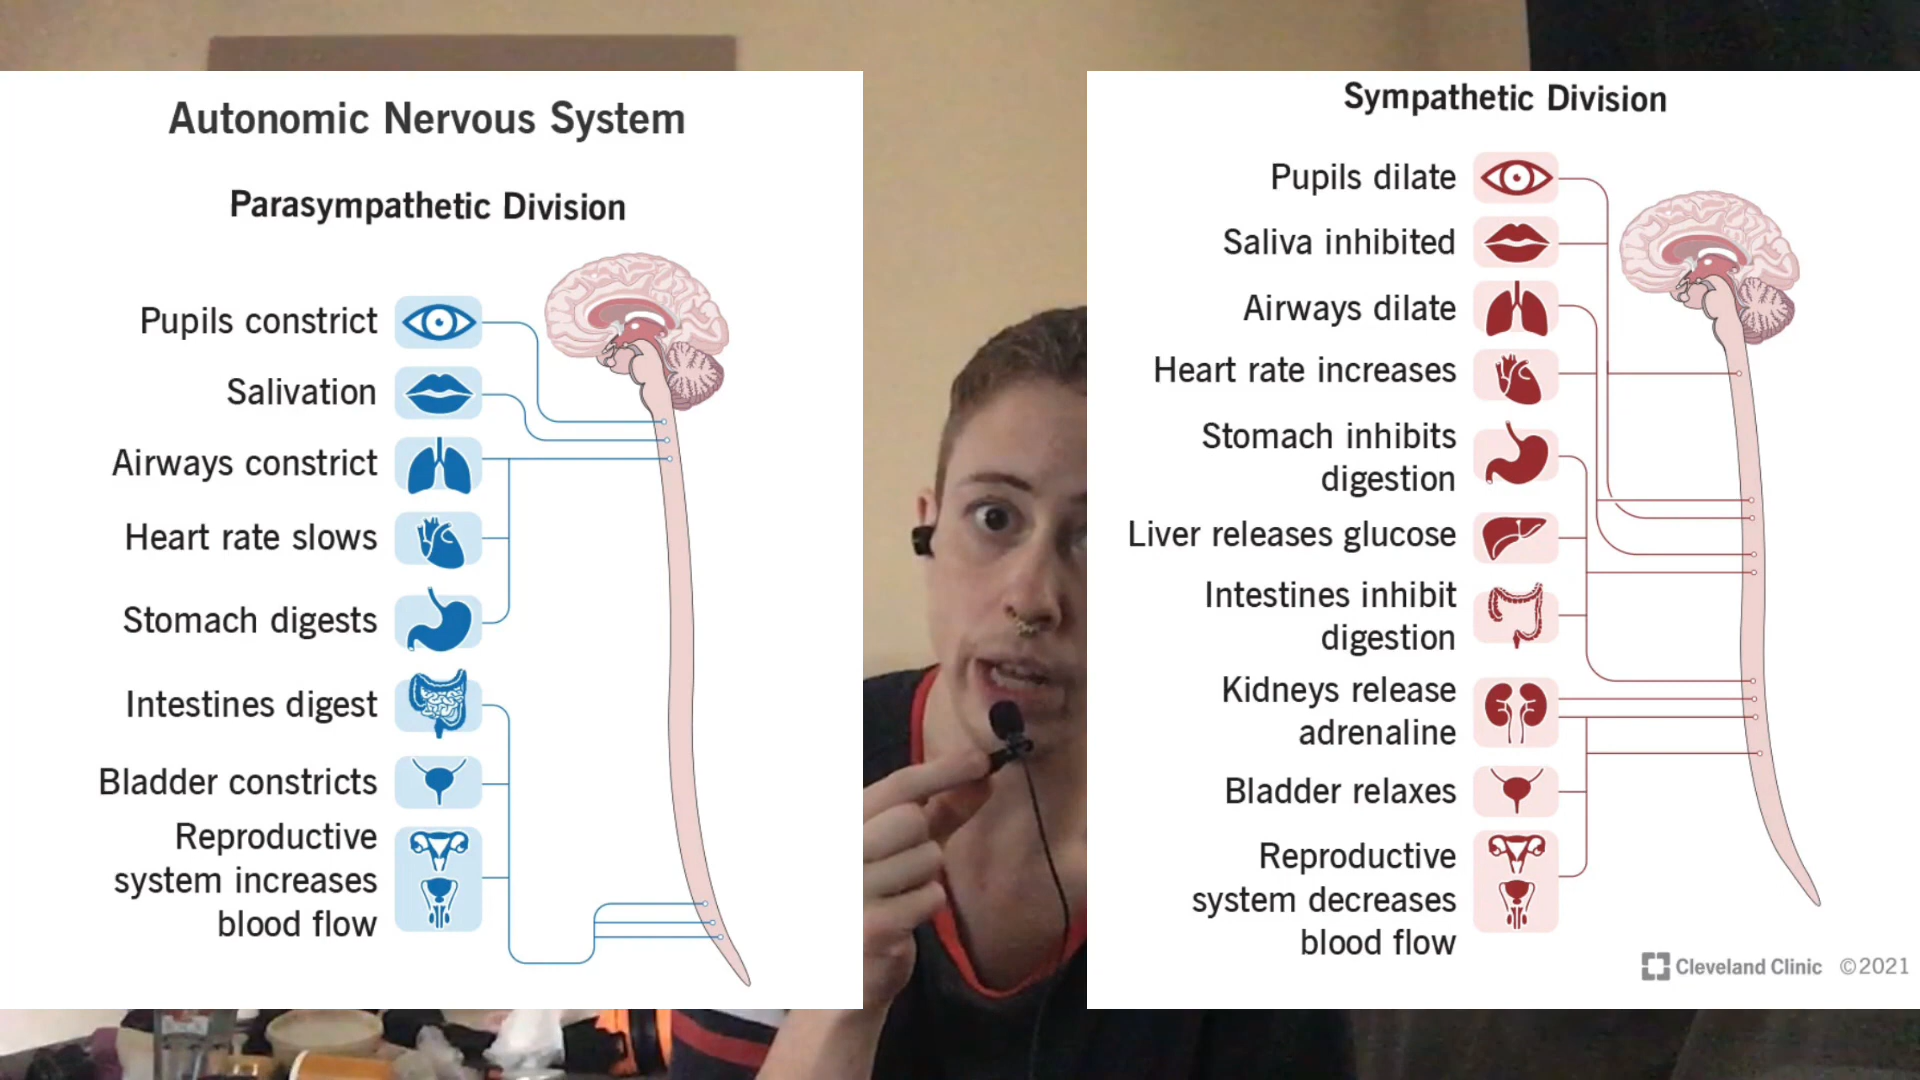 Autonomic Nervous System
Parasympathetic Division
Pupils constrict
Salivation
Airways constrict
Heart rate slows
Stomach digests
Intestines digest
Bladder constricts
Reproductive
system increases
blood flow
Sympathetic Division
Pupils dilate
Saliva inhibited
Airways dilate
Heart rate increases
Stomach inhibits
digestion
Liver releases glucose
Intestines inhibit
digestion
Kidneys release
adrenaline
Bladder relaxes
Reproductive
system decreases
blood flow
Cleveland Clinic ©2021